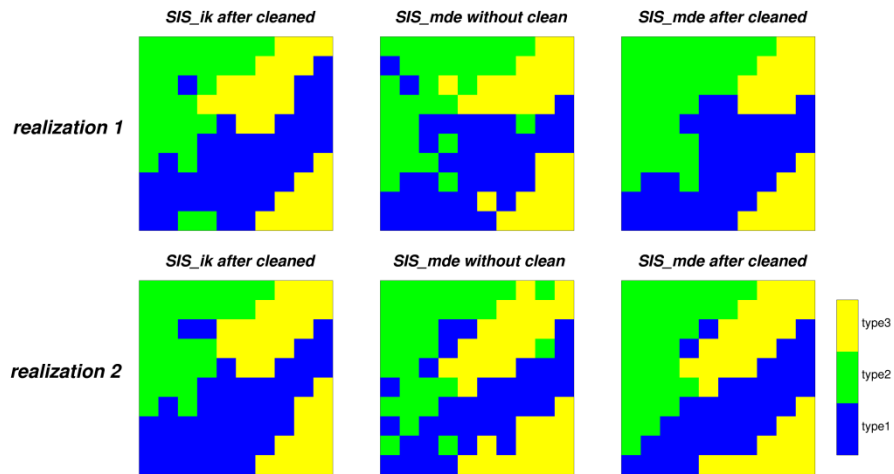 SIS_ik after cleaned
SIS_mde without clean
SIS_mde after cleaned
realization 1
SIS_ik after cleaned
SIS_mde without clean
SIS_mde after cleaned
realization 2
type3
type2
type1